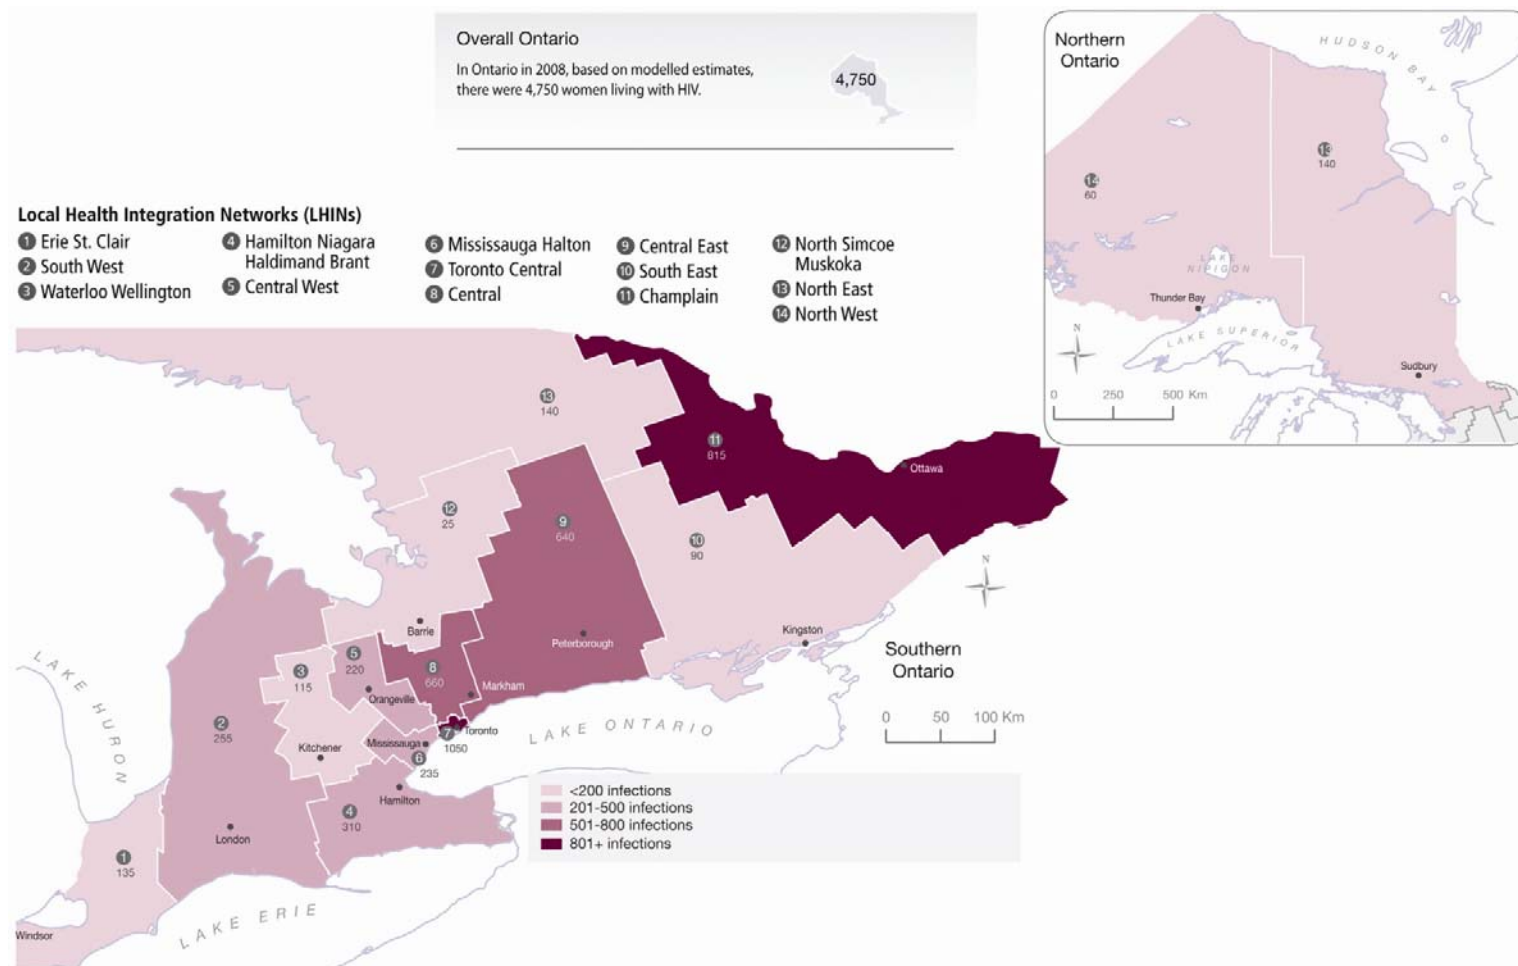 Overall Ontario
In Ontario in 2008, based on modelled estimates,
there were 4,750 women living with HIV.
4,750
Local Health Integration Networks (LHINs)
1 Erie St. Clair
2 South West
3 Waterloo Wellington
4 Hamilton Niagara
Haldimand Brant
5 Central West
6 Mississauga Halton
7 Toronto Central
8 Central
9 Central East
10 South East
11 Champlain
12 North Simcoe
Muskoka
13 North East
14 North West
Northern
Ontario
HUDSON BAY
13
140
14
60
LAKE
NIPIGON
Thunder Bay
N
LAKE SUPERIOR
Sudbury
0 250 500 Km
13
140
11
815
Ottawa
12
25
9
640
10
90
N
Barrie
Peterborough
Kingston
Southern
Ontario
5
220
8
660
3
115
Orangeville
Markham
LAKE HURON
2
255
Kitchener
Mississauga
7
Toronto
1050
LAKE ONTARIO
0 50 100 Km
6
235
Hamilton
4
310
London
1
135
LAKE ERIE
Windsor
<200 infections
201-500 infections
501-800 infections
801+ infections